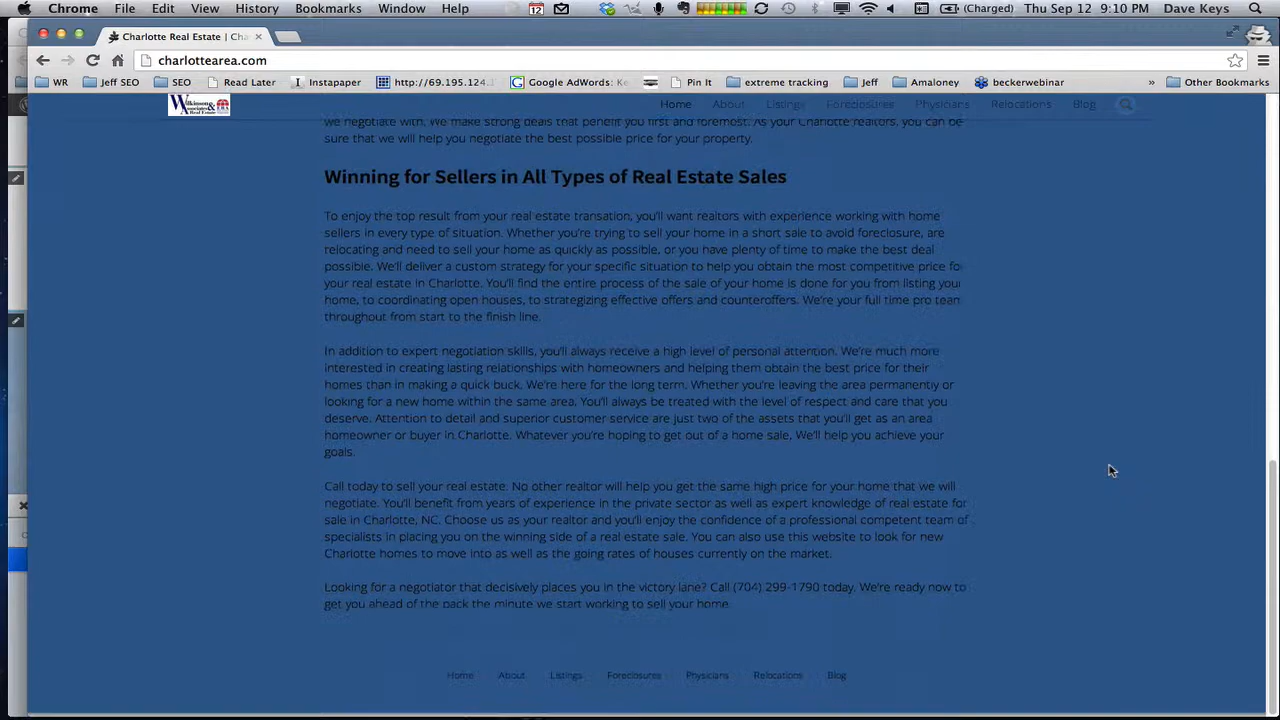 Chrome File Edit View History Bookmarks Window Help 12 (Charged) Thu Sep 12 9:10 PM Dave Keys
Charlotte Real Estate | Cha
charlottearea.com
WR Jeff SEO SEO Read Later Instapaper http://69.195.124. Google AdWords: Ke Pin It extreme tracking Jeff Amaloney beckerwebinar » Other Bookmarks
Wilkinson & Associates Real Estate ERA
Home About Listings Foreclosures Physicians Relocations Blog
we negotiate with. We make strong deals that benefit you first and foremost. As your Charlotte realtors, you can be
sure that we will help you negotiate the best possible price for your property.
Winning for Sellers in All Types of Real Estate Sales
To enjoy the top result from your real estate transation, you'll want realtors with experience working with home
sellers in every type of situation. Whether you're trying to sell your home in a short sale to avoid foreclosure, are
relocating and need to sell your home as quickly as possible, or you have plenty of time to make the best deal
possible. We'll deliver a custom strategy for your specific situation to help you obtain the most competitive price for
your real estate in Charlotte. You'll find the entire process of the sale of your home is done for you from listing your
home, to coordinating open houses, to strategizing effective offers and counteroffers. We're your full time pro team
throughout from start to the finish line.
In addition to expert negotiation skills, you'll always receive a high level of personal attention. We're much more
interested in creating lasting relationships with homeowners and helping them obtain the best price for their
homes than in making a quick buck. We're here for the long term. Whether you're leaving the area permanently or
looking for a new home within the same area. You'll always be treated with the level of respect and care that you
deserve. Attention to detail and superior customer service are just two of the assets that you'll get as an area
homeowner or buyer in Charlotte. Whatever you're hoping to get out of a home sale, We'll help you achieve your
goals.
Call today to sell your real estate. No other realtor will help you get the same high price for your home that we will
negotiate. You'll benefit from years of experience in the private sector as well as expert knowledge of real estate for
sale in Charlotte, NC. Choose us as your realtor and you'll enjoy the confidence of a professional competent team of
specialists in placing you on the winning side of a real estate sale. You can also use this website to look for new
Charlotte homes to move into as well as the going rates of houses currently on the market.
Looking for a negotiator that decisively places you in the victory lane? Call (704) 299-1790 today. We're ready now to
get you ahead of the pack the minute we start working to sell your home.
Home About Listings Foreclosures Physicians Relocations Blog